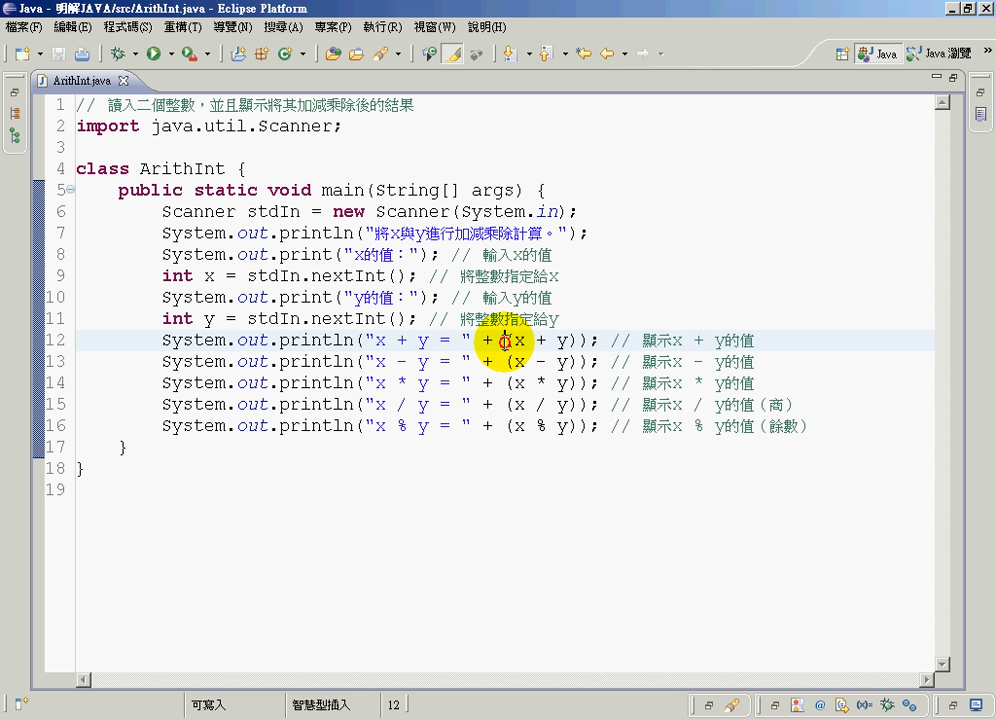 Java - 明解JAVA/src/ArithInt.java - Eclipse Platform
檔案(F) 編輯(E) 程式碼(S) 重構(T) 導覽(N) 搜尋(A) 專案(P) 執行(R) 視窗(W) 說明(H)
Java Java 瀏覽 »
ArithInt.java
1 // 讀入二個整數，並且顯示將其加減乘除後的結果
2 import java.util.Scanner;
3
4 class ArithInt {
5 public static void main(String[] args) {
6 Scanner stdIn = new Scanner(System.in);
7 System.out.println("將x與y進行加減乘除計算。");
8 System.out.print("x的值："); // 輸入x的值
9 int x = stdIn.nextInt(); // 將整數指定給x
10 System.out.print("y的值："); // 輸入y的值
11 int y = stdIn.nextInt(); // 將整數指定給y
12 System.out.println("x + y = " + (x + y)); // 顯示x + y的值
13 System.out.println("x - y = " + (x - y)); // 顯示x - y的值
14 System.out.println("x * y = " + (x * y)); // 顯示x * y的值
15 System.out.println("x / y = " + (x / y)); // 顯示x / y的值（商）
16 System.out.println("x % y = " + (x % y)); // 顯示x % y的值（餘數）
17 }
18 }
19
可寫入 智慧型插入 12